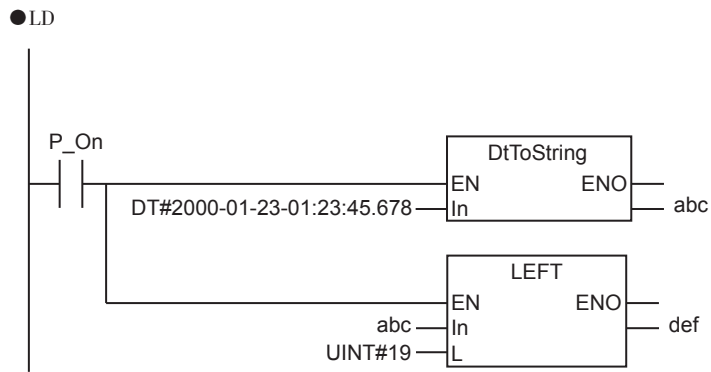 ●LD
P_On
DtToString
EN ENO
DT#2000-01-23-01:23:45.678 In abc
LEFT
EN ENO
abc In def
UINT#19 L